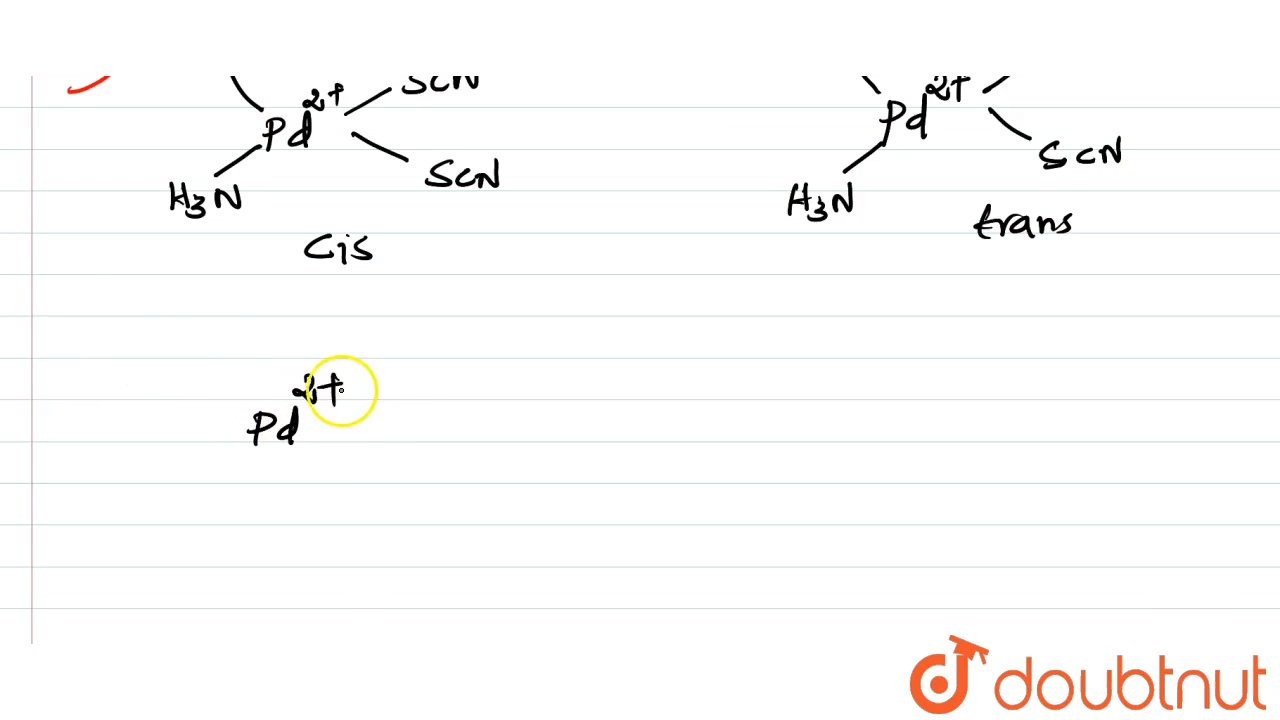 2+ SCN
Pd
SCN
H3N
Cis
2+
Pd
SCN
H3N
trans
2+
Pd
doubtnut